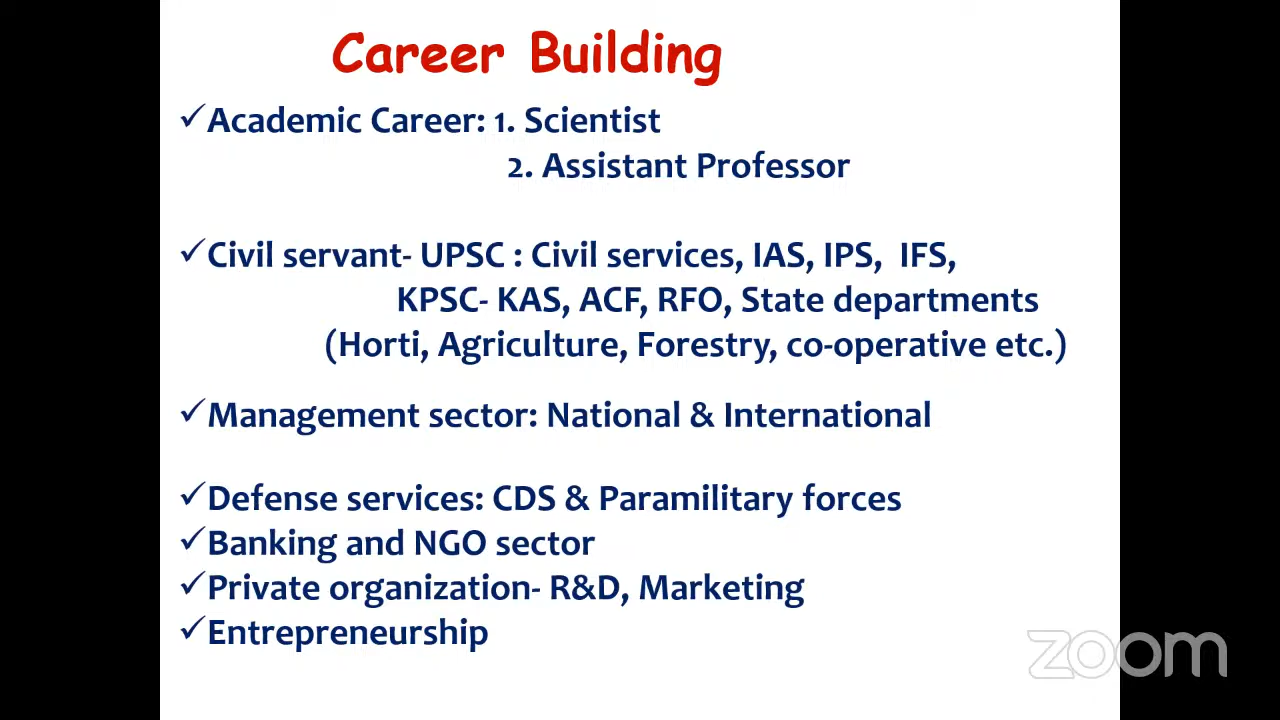 Career Building
✓Academic Career: 1. Scientist
2. Assistant Professor
✓Civil servant- UPSC : Civil services, IAS, IPS, IFS,
KPSC- KAS, ACF, RFO, State departments
(Horti, Agriculture, Forestry, co-operative etc.)
✓Management sector: National & International
✓Defense services: CDS & Paramilitary forces
✓Banking and NGO sector
✓Private organization- R&D, Marketing
✓Entrepreneurship
zoom